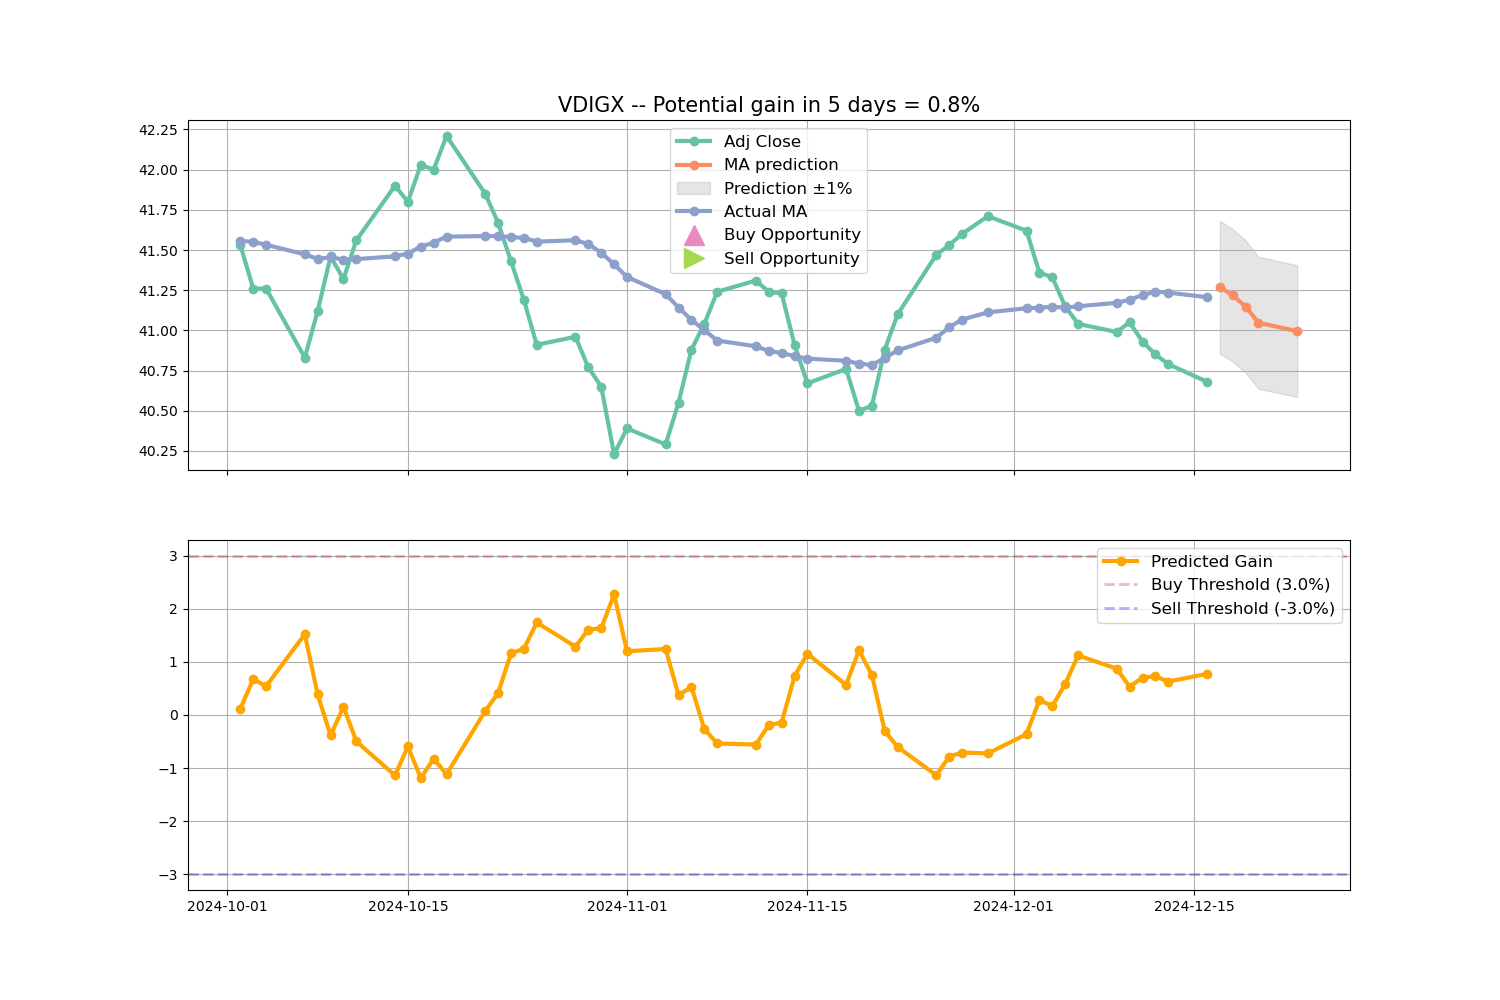 VDIGX -- Potential gain in 5 days = 0.8%
42.25
42.00
41.75
41.50
41.25
41.00
40.75
40.50
40.25
Adj Close
MA prediction
Prediction ±1%
Actual MA
Buy Opportunity
Sell Opportunity
3
2
1
0
−1
−2
−3
Predicted Gain
Buy Threshold (3.0%)
Sell Threshold (-3.0%)
2024-10-01 2024-10-15 2024-11-01 2024-11-15 2024-12-01 2024-12-15